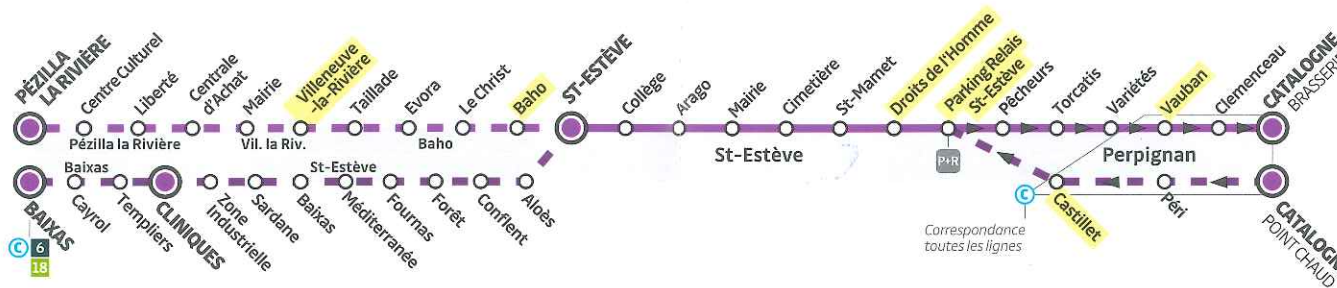 PÉZILLA
LA RIVIÈRE
Centre Culturel
Liberté
Centrale
d'Achat
Mairie
Villeneuve
-la-Rivière
Taillade
Evora
Le Christ
Baho
ST-ESTÈVE
Collège
Arago
Mairie
Cimetière
St-Mamet
Droits de l'Homme
Parking Relais
St-Estève
Pêcheurs
Torcatis
Variétés
Vauban
Clemenceau
CATALOGNE
BRASSERIE
Pézilla la Rivière
Vil. la Riv.
Baho
St-Estève
P+R
Perpignan
Baixas
St-Estève
BAIXAS
Cayrol
Templiers
CLINIQUES
Zone
Industrielle
Sardane
Baixas
Méditerranée
Fournas
Forêt
Conflent
Aloès
C
Correspondance
toutes les lignes
Castillet
Péri
CATALOGNE
POINT CHAUD
C 6
18